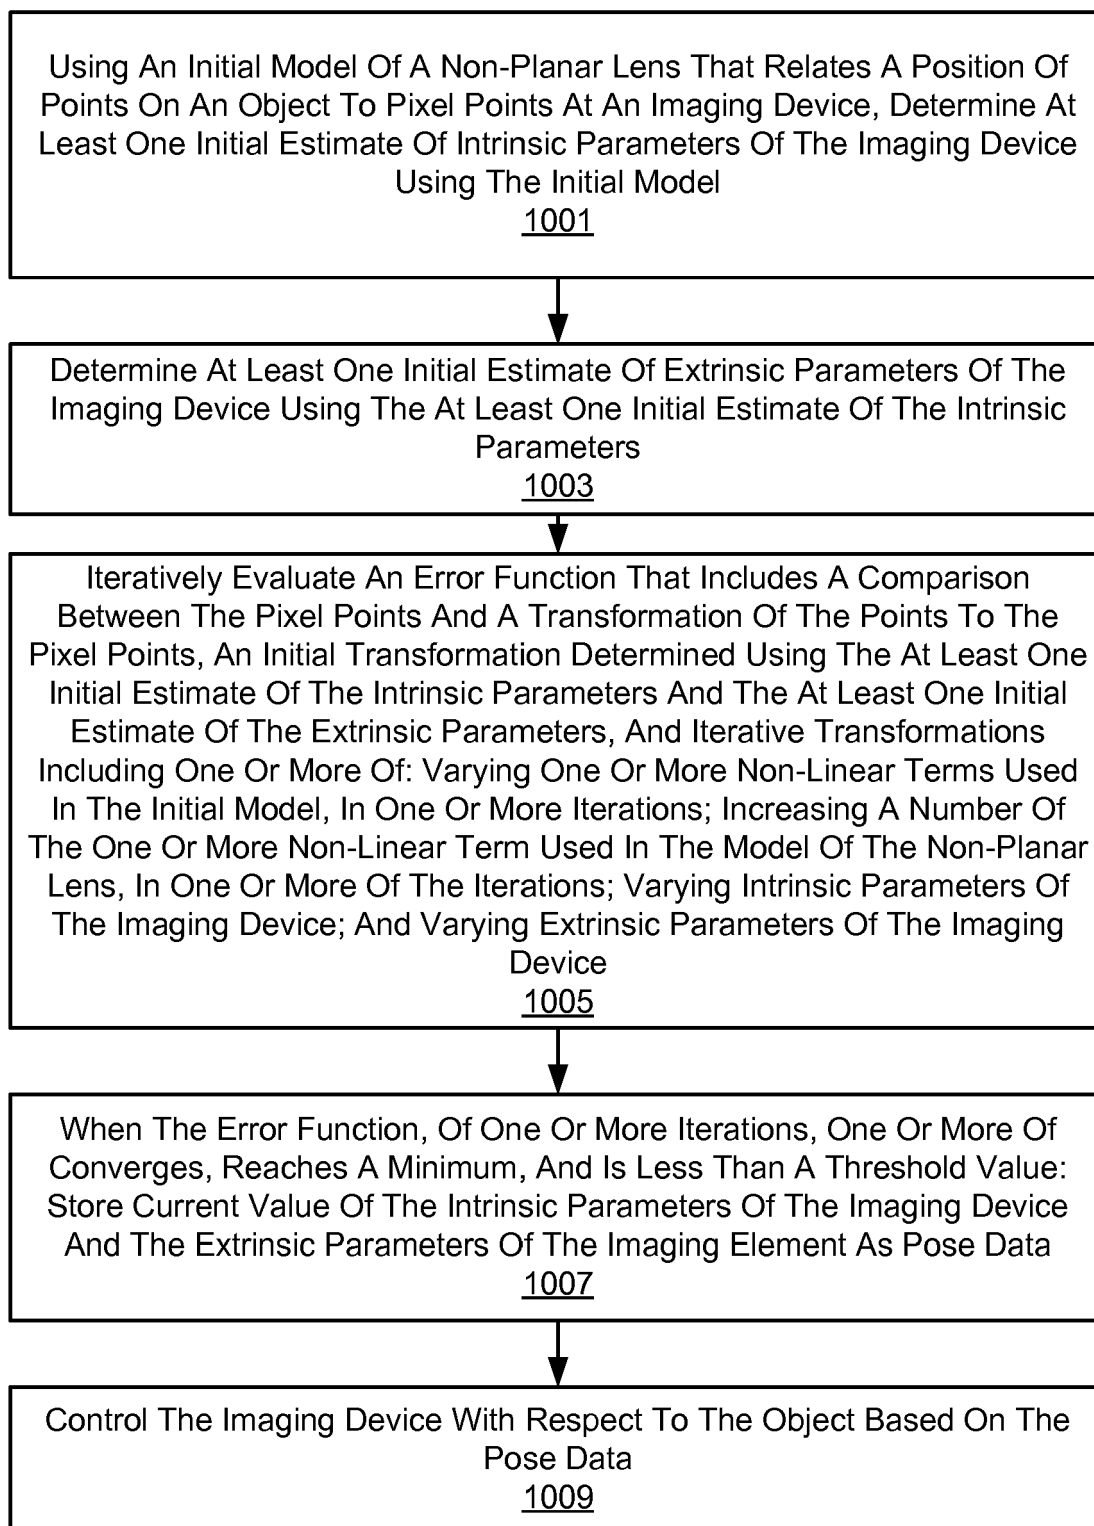 Using An Initial Model Of A Non-Planar Lens That Relates A Position Of
Points On An Object To Pixel Points At An Imaging Device, Determine At
Least One Initial Estimate Of Intrinsic Parameters Of The Imaging Device
Using The Initial Model
1001
Determine At Least One Initial Estimate Of Extrinsic Parameters Of The
Imaging Device Using The At Least One Initial Estimate Of The Intrinsic
Parameters
1003
Iteratively Evaluate An Error Function That Includes A Comparison
Between The Pixel Points And A Transformation Of The Points To The
Pixel Points, An Initial Transformation Determined Using The At Least One
Initial Estimate Of The Intrinsic Parameters And The At Least One Initial
Estimate Of The Extrinsic Parameters, And Iterative Transformations
Including One Or More Of: Varying One Or More Non-Linear Terms Used
In The Initial Model, In One Or More Iterations; Increasing A Number Of
The One Or More Non-Linear Term Used In The Model Of The Non-Planar
Lens, In One Or More Of The Iterations; Varying Intrinsic Parameters Of
The Imaging Device; And Varying Extrinsic Parameters Of The Imaging
Device
1005
When The Error Function, Of One Or More Iterations, One Or More Of
Converges, Reaches A Minimum, And Is Less Than A Threshold Value:
Store Current Value Of The Intrinsic Parameters Of The Imaging Device
And The Extrinsic Parameters Of The Imaging Element As Pose Data
1007
Control The Imaging Device With Respect To The Object Based On The
Pose Data
1009